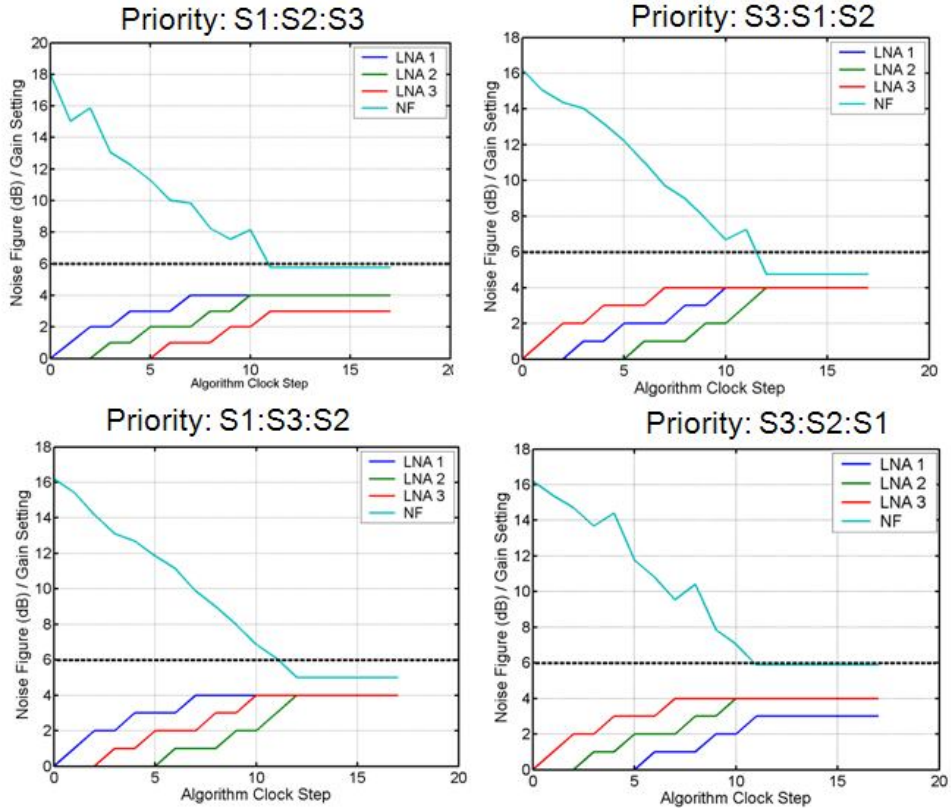 Priority: S1:S2:S3
20
18
16
14
12
10
8
6
4
2
0
Noise Figure (dB) / Gain Setting
LNA 1
LNA 2
LNA 3
NF
0 5 10 15 20
Algorithm Clock Step
Priority: S3:S1:S2
18
16
14
12
10
8
6
4
2
0
Noise Figure (dB) / Gain Setting
LNA 1
LNA 2
LNA 3
NF
0 5 10 15 20
Algorithm Clock Step
Priority: S1:S3:S2
18
16
14
12
10
8
6
4
2
0
Noise Figure (dB) / Gain Setting
LNA 1
LNA 2
LNA 3
NF
0 5 10 15 20
Algorithm Clock Step
Priority: S3:S2:S1
18
16
14
12
10
8
6
4
2
0
Noise Figure (dB) / Gain Setting
LNA 1
LNA 2
LNA 3
NF
0 5 10 15 20
Algorithm Clock Step